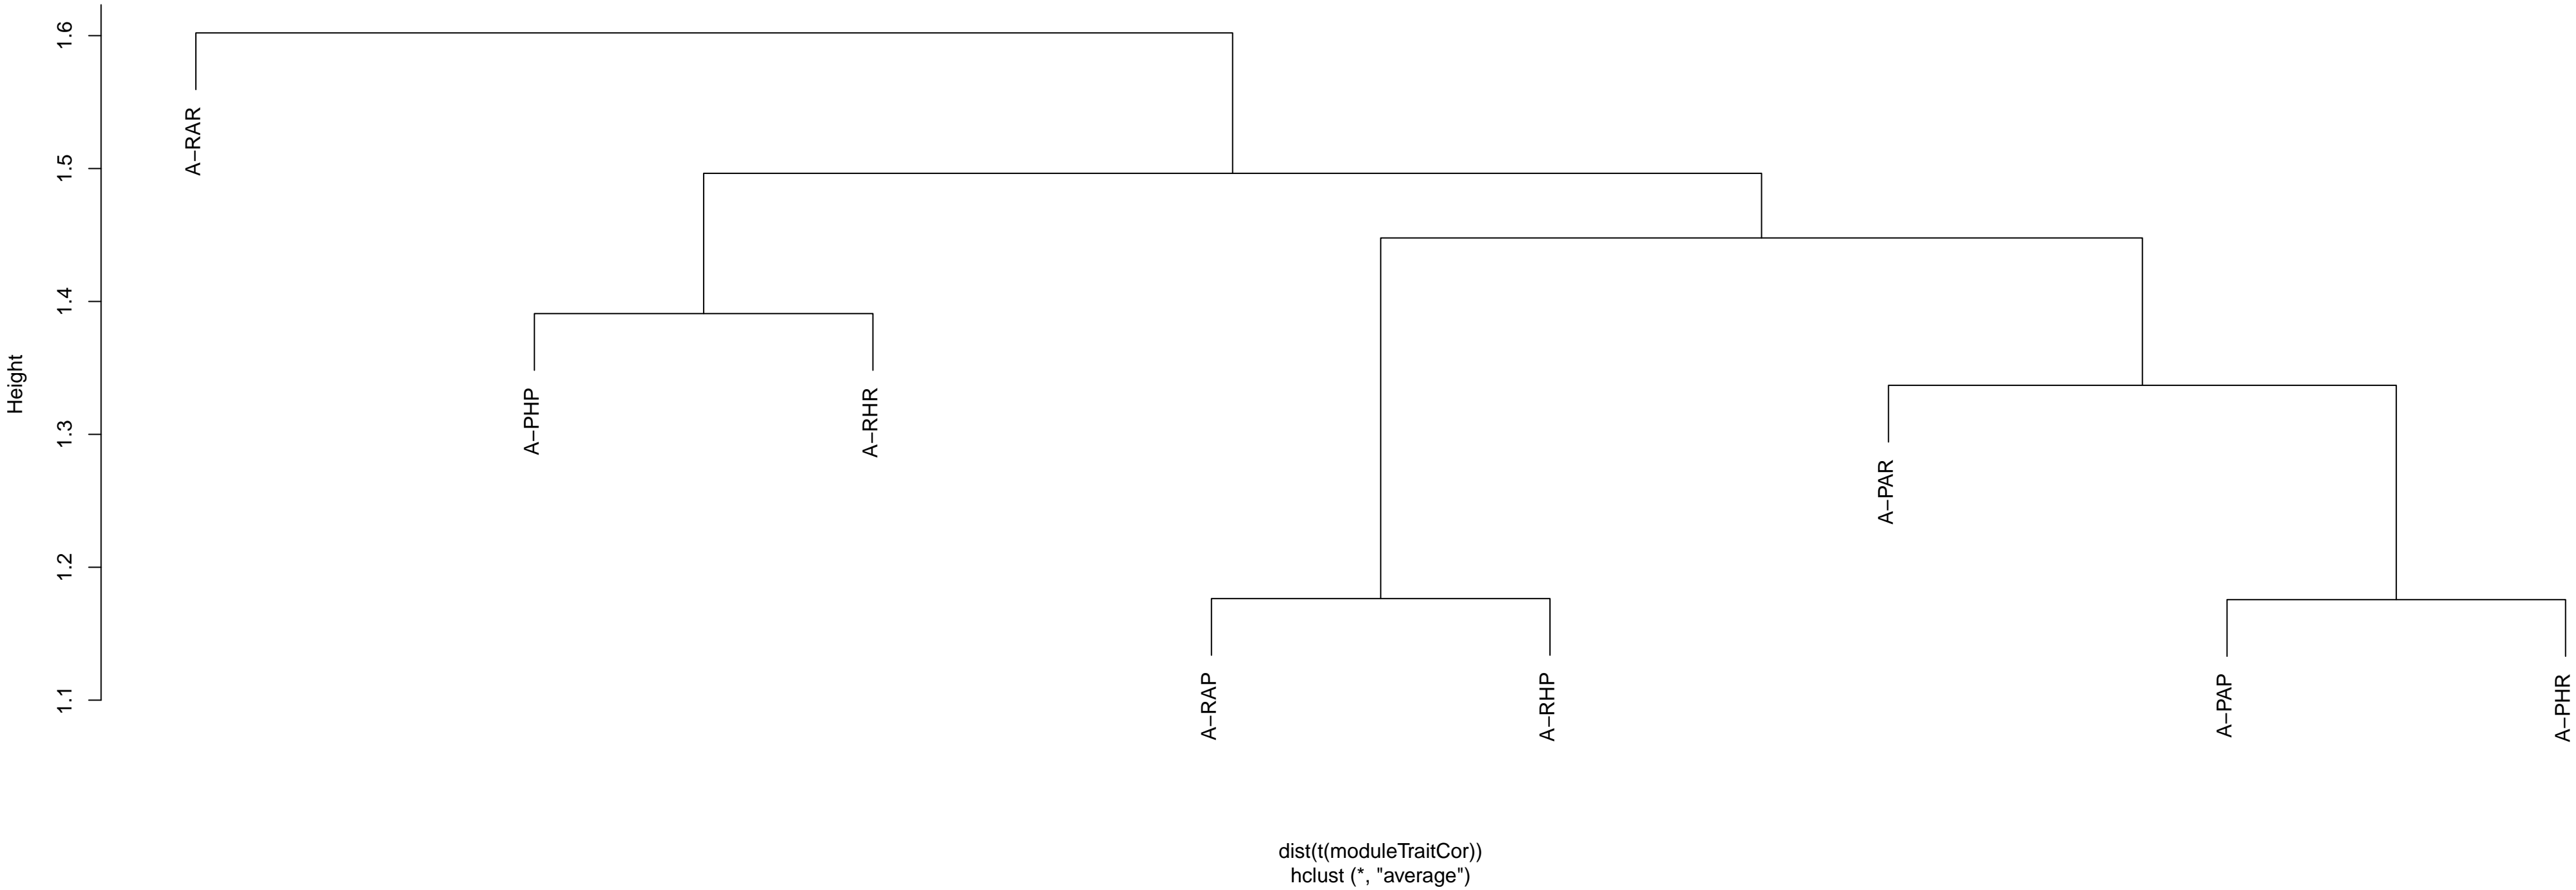 Height
1.6
1.5
1.4
1.3
1.2
1.1
A−RAR
A−PHP
A−RHR
A−RAP
A−RHP
A−PAR
A−PAP
A−PHR
dist(t(moduleTraitCor))
hclust (*, "average")